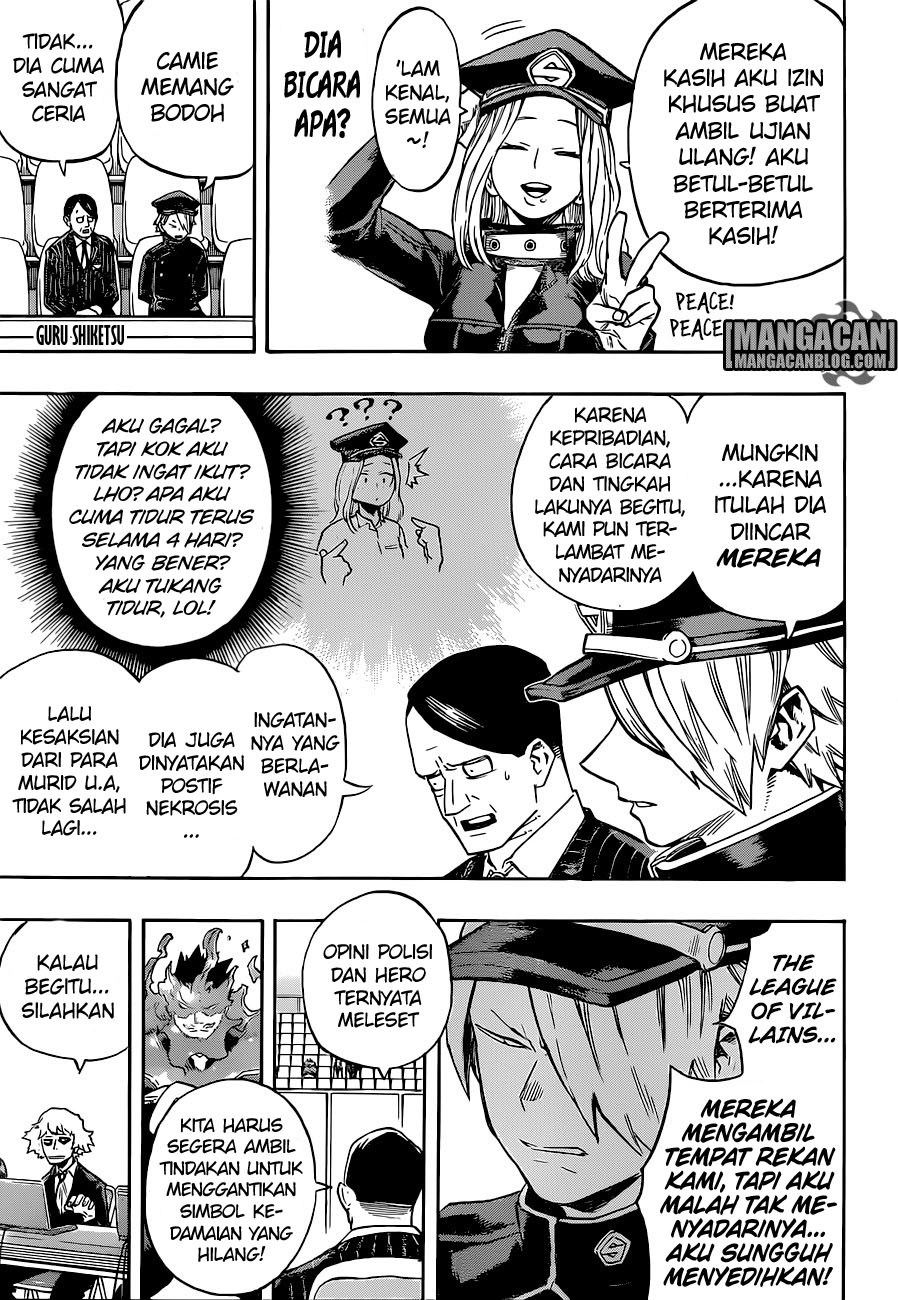 MEREKA
KASIH AKU IZIN
KHUSUS BUAT
AMBIL UJIAN
ULANG! AKU
BETUL-BETUL
BERTERIMA
KASIH!
'LAM
KENAL,
SEMUA
~!
PEACE!
PEACE
DIA
BICARA
APA?
[MANGACAN]
MANGACANBLOG.COM
CAMIE
MEMANG
BODOH
TIDAK...
DIA CUMA
SANGAT
CERIA
GURU SHIKETSU
MUNGKIN
...KARENA
ITULAH DIA
DIINCAR
MEREKA
KARENA
KEPRIBADIAN,
CARA BICARA
DAN TINGKAH
LAKUNYA BEGITU,
KAMI PUN TER-
LAMBAT ME-
NYADARINYA
? ? ?
AKU GAGAL?
TAPI KOK AKU
TIDAK INGAT IKUT?
LHO? APA AKU
CUMA TIDUR TERUS
SELAMA 4 HARI?
YANG BENER?
AKU TUKANG
TIDUR, LOL!
INGATAN-
NYA YANG
BERLA-
WANAN
DIA JUGA
DINYATAKAN
POSTIF
NEKROSIS
...
LALU
KESAKSIAN
DARI PARA
MURID U.A,
TIDAK SALAH
LAGI...
THE
LEAGUE
OF VIL-
LAINS...
MEREKA
MENGAMBIL
TEMPAT REKAN
KAMI, TAPI AKU
MALAH TAK ME-
NYADARINYA...
AKU SUNGGUH
MENYEDIHKAN!
OPINI POLISI
DAN HERO
TERNYATA
MELESET
KITA HARUS
SEGERA AMBIL
TINDAKAN UNTUK
MENGGANTIKAN
SIMBOL KE-
DAMAIAN YANG
HILANG!
KALAU
BEGITU...
SILAHKAN